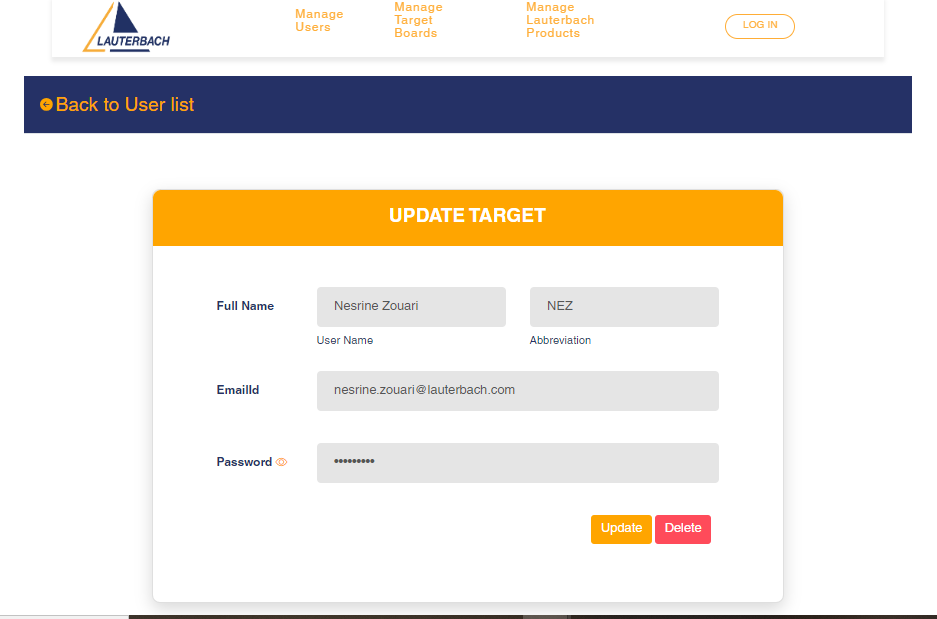 LAUTERBACH
Manage
Users
Manage
Target
Boards
Manage
Lauterbach
Products
LOG IN
Back to User list
UPDATE TARGET
Full Name
Nesrine Zouari
NEZ
User Name
Abbreviation
EmailId
nesrine.zouari@lauterbach.com
Password
•••••••••
Update
Delete